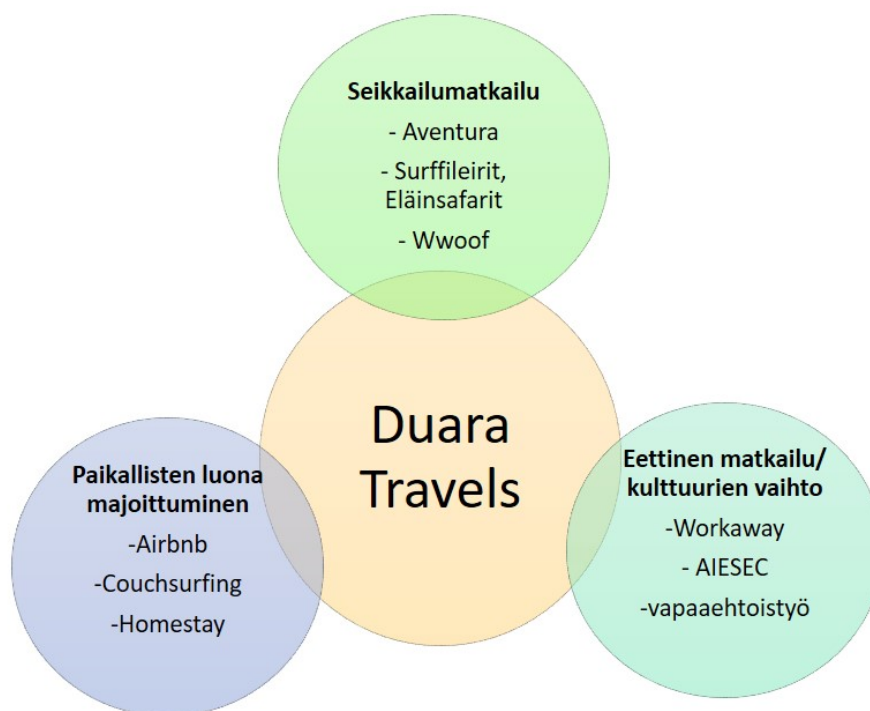 Seikkailumatkailu
- Aventura
- Surffileirit,
Eläinsafarit
- Wwoof
Duara
Travels
Paikallisten luona
majoittuminen
-Airbnb
-Couchsurfing
-Homestay
Eettinen matkailu/
kulttuurien vaihto
-Workaway
- AIESEC
-vapaaehtoistyö